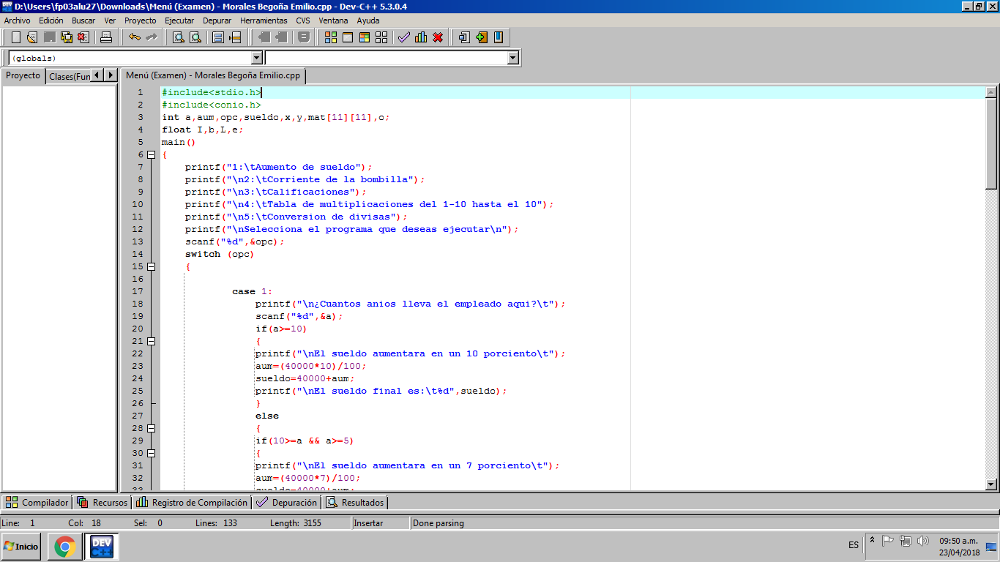 D:\Users\fp03alu27\Downloads\Menú (Examen) - Morales Begoña Emilio.cpp - Dev-C++ 5.3.0.4
Archivo Edición Buscar Ver Proyecto Ejecutar Depurar Herramientas CVS Ventana Ayuda
(globals)
Proyecto Clases(Fun Menú (Examen) - Morales Begoña Emilio.cpp
1 #include<stdio.h>
2 #include<conio.h>
3 int a,aum,opc,sueldo,x,y,mat[11][11],o;
4 float I,b,L,e;
5 main()
6 {
7 printf("1:\tAumento de sueldo");
8 printf("\n2:\tCorriente de la bombilla");
9 printf("\n3:\tCalificaciones");
10 printf("\n4:\tTabla de multiplicaciones del 1-10 hasta el 10");
11 printf("\n5:\tConversion de divisas");
12 printf("\nSelecciona el programa que deseas ejecutar\n");
13 scanf("%d",&opc);
14 switch (opc)
15 {
16
17 case 1:
18 printf("\n¿Cuantos anios lleva el empleado aqui?\t");
19 scanf("%d",&a);
20 if(a>=10)
21 {
22 printf("\nEl sueldo aumentara en un 10 porciento\t");
23 aum=(40000*10)/100;
24 sueldo=40000+aum;
25 printf("\nEl sueldo final es:\t%d",sueldo);
26 }
27 else
28 {
29 if(10>=a && a>=5)
30 {
31 printf("\nEl sueldo aumentara en un 7 porciento\t");
32 aum=(40000*7)/100;
33 sueldo=40000+aum;
Compilador Recursos Registro de Compilación Depuración Resultados
Line: 1 Col: 18 Sel: 0 Lines: 133 Length: 3155 Insertar Done parsing
Inicio DEV C++ ES 09:50 a.m.
23/04/2018